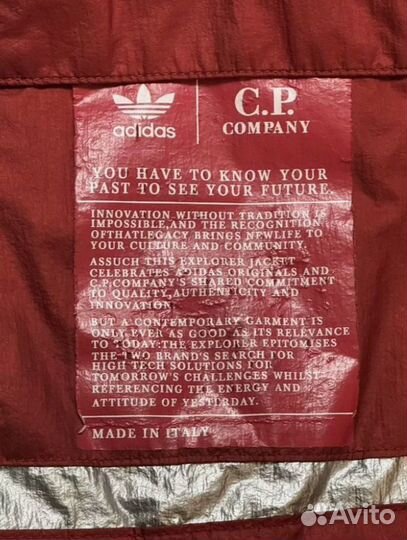 adidas
C.P.
COMPANY
YOU HAVE TO KNOW YOUR
PAST TO SEE YOUR FUTURE.
INNOVATION WITHOUT TRADITION IS
IMPOSSIBLE,AND THE RECOGNITION
OFTHATLEGACY BRINGS NEWLIFE TO
YOUR CULTURE AND COMMUNITY.
ASSUCH THIS EXPLORER JACKET
CELEBRATES ADIDAS ORIGINALS AND
C.P.COMPANY'S SHARED COMMITMENT
TO QUALITY,AUTHENTICITY AND
INNOVATION
BUT A CONTEMPORARY GARMENT IS
ONLY EVER AS GOOD AS ITS RELEVANCE
TO TODAY:THE EXPLORER EPITOMISES
THE TWO BRAND'S SEARCH FOR
HIGH TECH SOLUTIONS FOR
TOMORROW'S CHALLENGES WHILST
REFERENCING THE ENERGY AND
ATTITUDE OF YESTERDAY.
MADE IN ITALY
Avito